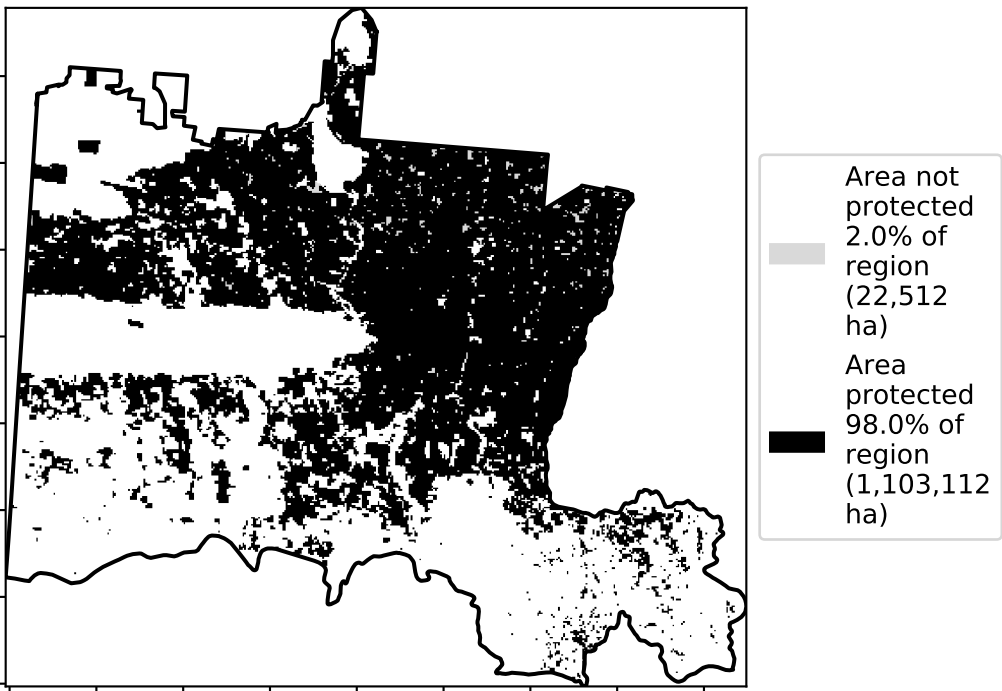 Area not
protected
2.0% of
region
(22,512
ha)
Area
protected
98.0% of
region
(1,103,112
ha)